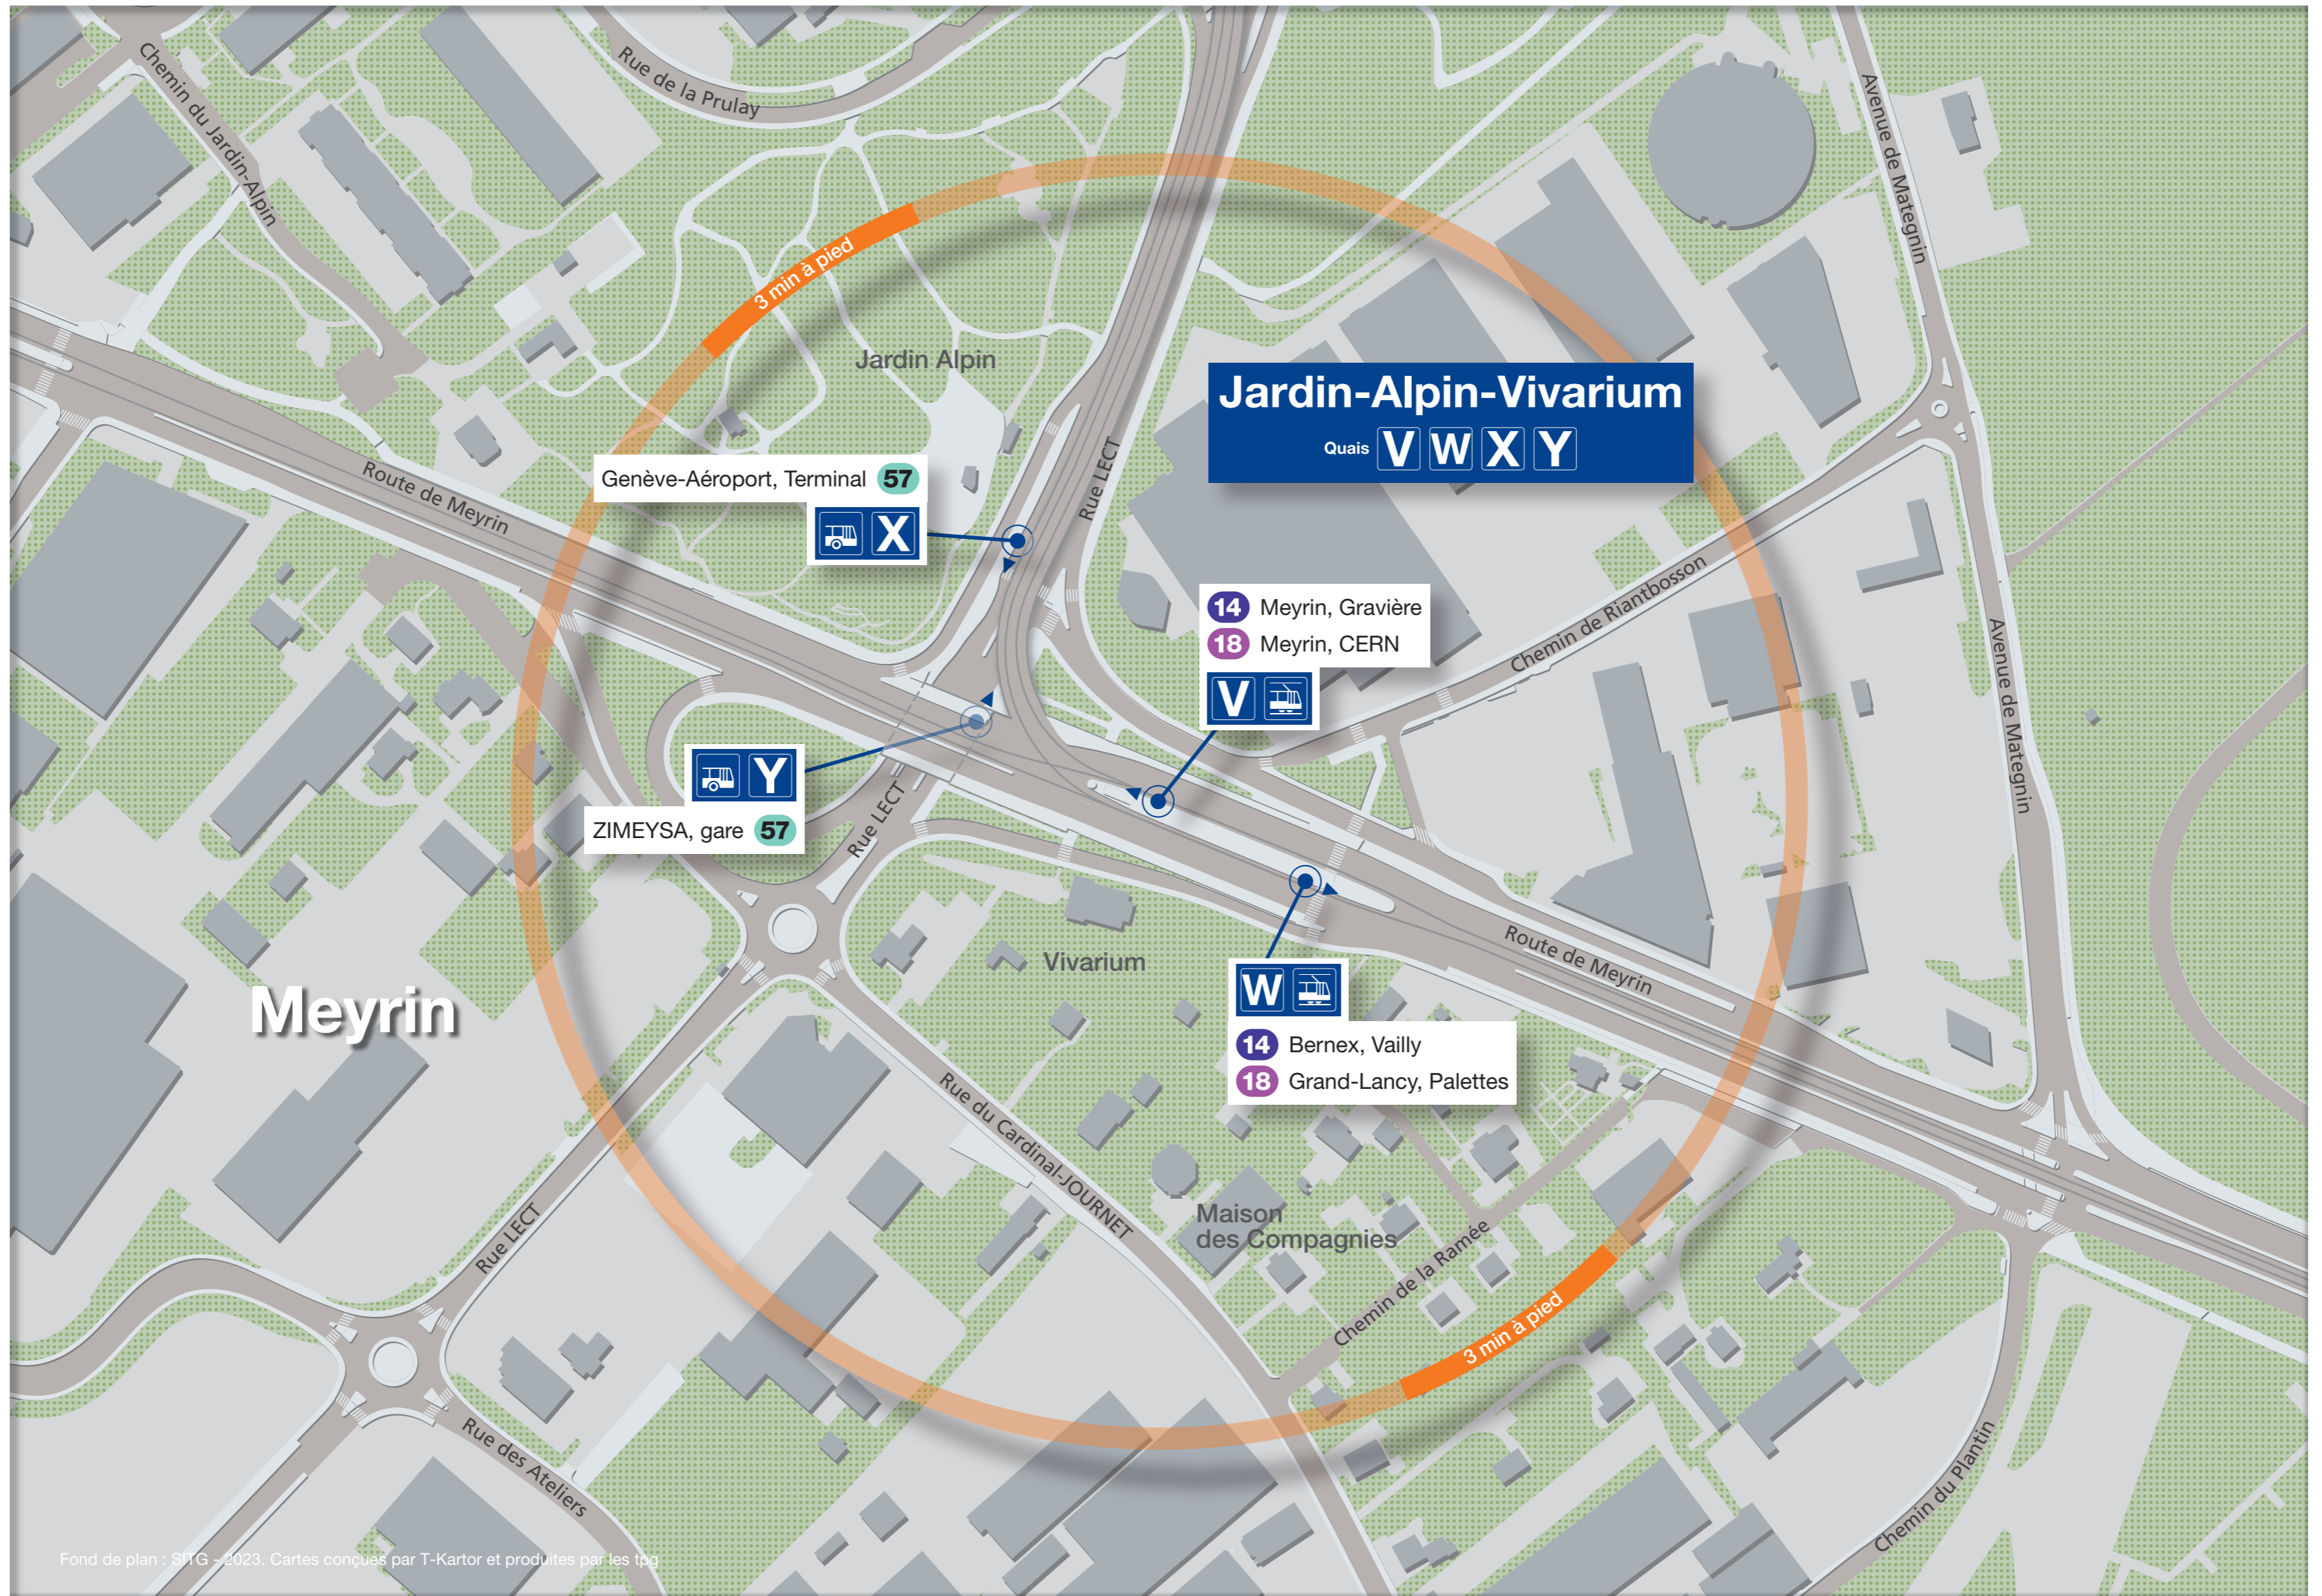 Chemin du Jardin-Alpin
Rue de la Prulay
Avenue de Mategnin
3 min à pied
Jardin Alpin
Jardin-Alpin-Vivarium
Quais V W X Y
Route de Meyrin
Genève-Aéroport, Terminal 57
X
Rue LECT
14 Meyrin, Gravière
18 Meyrin, CERN
V
Chemin de Riantbosson
Avenue de Mategnin
Y
ZIMEYSA, gare 57
Rue LECT
Vivarium
Route de Meyrin
W
14 Bernex, Vailly
18 Grand-Lancy, Palettes
Meyrin
Rue du Cardinal-JOURNET
Rue LECT
Maison
des Compagnies
Chemin de la Ramée
3 min à pied
Rue des Ateliers
Chemin du Plantin
Fond de plan : SITG - 2023. Cartes conçues par T-Kartor et produites par les tpg